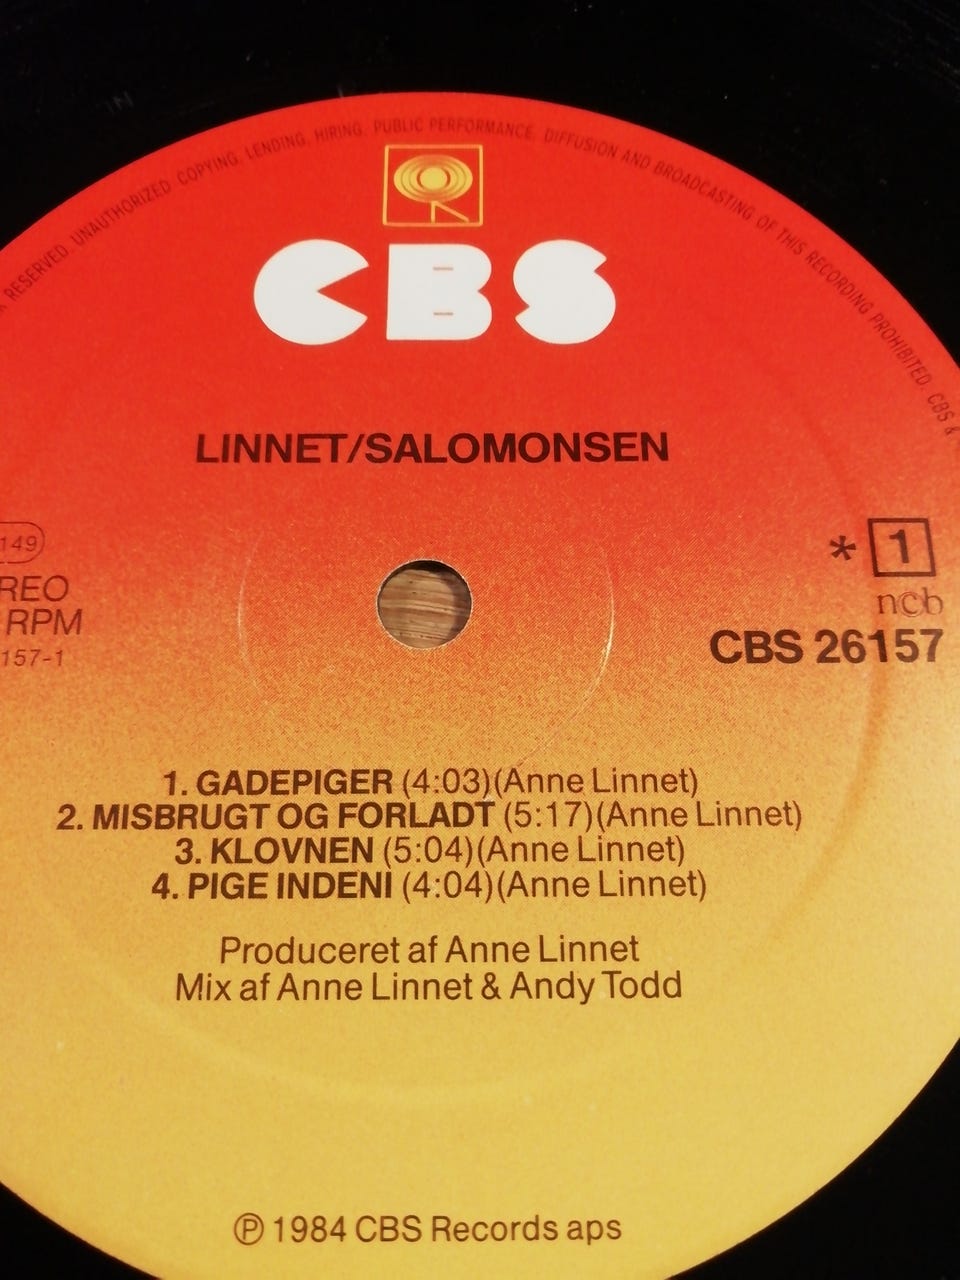 RESERVED. UNAUTHORIZED COPYING, LENDING, HIRING, PUBLIC PERFORMANCE, DIFFUSION AND BROADCASTING OF THIS RECORDING PROHIBITED. CBS &
CBS
LINNET/SALOMONSEN
149
* 1
REO
ncb
RPM
CBS 26157
157-1
1. GADEPIGER (4:03)(Anne Linnet)
2. MISBRUGT OG FORLADT (5:17)(Anne Linnet)
3. KLOVNEN (5:04)(Anne Linnet)
4. PIGE INDENI (4:04)(Anne Linnet)
Produceret af Anne Linnet
Mix af Anne Linnet & Andy Todd
℗ 1984 CBS Records aps